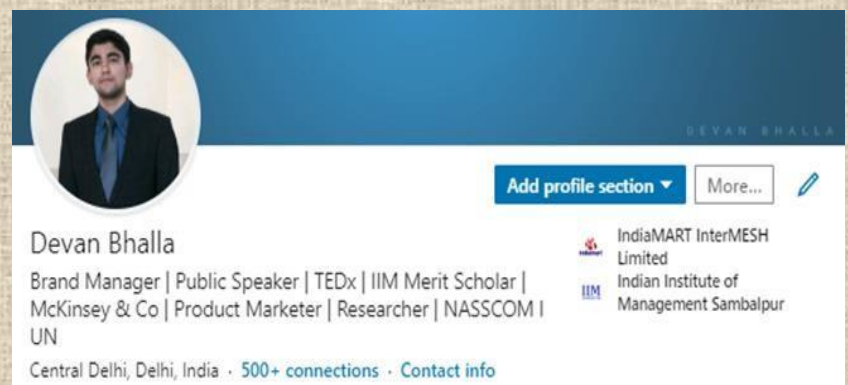 DEVAN BHALLA
Add profile section
More...
Devan Bhalla
Brand Manager | Public Speaker | TEDx | IIM Merit Scholar |
McKinsey & Co | Product Marketer | Researcher | NASSCOM I
UN
Central Delhi, Delhi, India · 500+ connections · Contact info
indiamart
IndiaMART InterMESH
Limited
IIM
Indian Institute of
Management Sambalpur